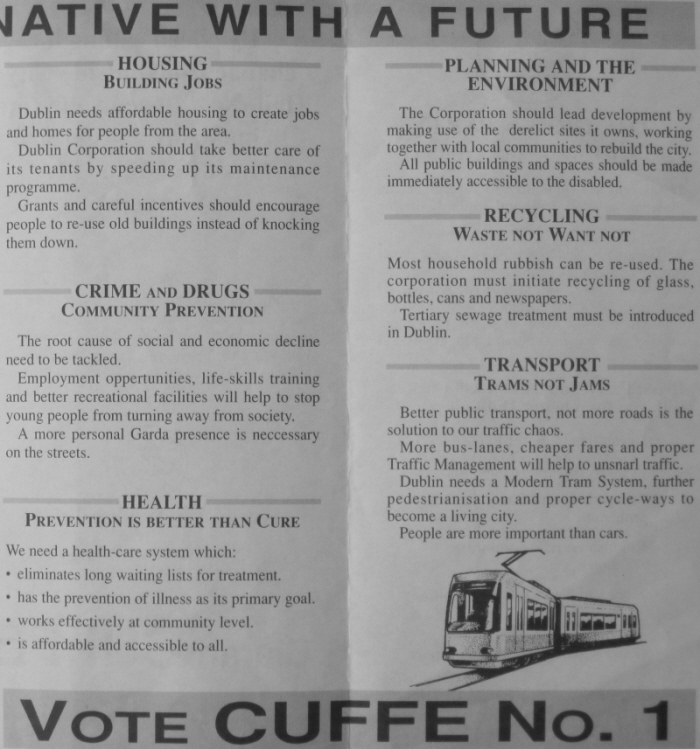 NATIVE WITH A FUTURE
HOUSING
BUILDING JOBS
Dublin needs affordable housing to create jobs
and homes for people from the area.
Dublin Corporation should take better care of
its tenants by speeding up its maintenance
programme.
Grants and careful incentives should encourage
people to re-use old buildings instead of knocking
them down.
CRIME AND DRUGS
COMMUNITY PREVENTION
The root cause of social and economic decline
need to be tackled.
Employment oppertunities, life-skills training
and better recreational facilities will help to stop
young people from turning away from society.
A more personal Garda presence is neccessary
on the streets.
HEALTH
PREVENTION IS BETTER THAN CURE
We need a health-care system which:
• eliminates long waiting lists for treatment.
• has the prevention of illness as its primary goal.
• works effectively at community level.
• is affordable and accessible to all.
PLANNING AND THE
ENVIRONMENT
The Corporation should lead development by
making use of the derelict sites it owns, working
together with local communities to rebuild the city.
All public buildings and spaces should be made
immediately accessible to the disabled.
RECYCLING
WASTE NOT WANT NOT
Most household rubbish can be re-used. The
corporation must initiate recycling of glass,
bottles, cans and newspapers.
Tertiary sewage treatment must be introduced
in Dublin.
TRANSPORT
TRAMS NOT JAMS
Better public transport, not more roads is the
solution to our traffic chaos.
More bus-lanes, cheaper fares and proper
Traffic Management will help to unsnarl traffic.
Dublin needs a Modern Tram System, further
pedestrianisation and proper cycle-ways to
become a living city.
People are more important than cars.
VOTE CUFFE NO. 1